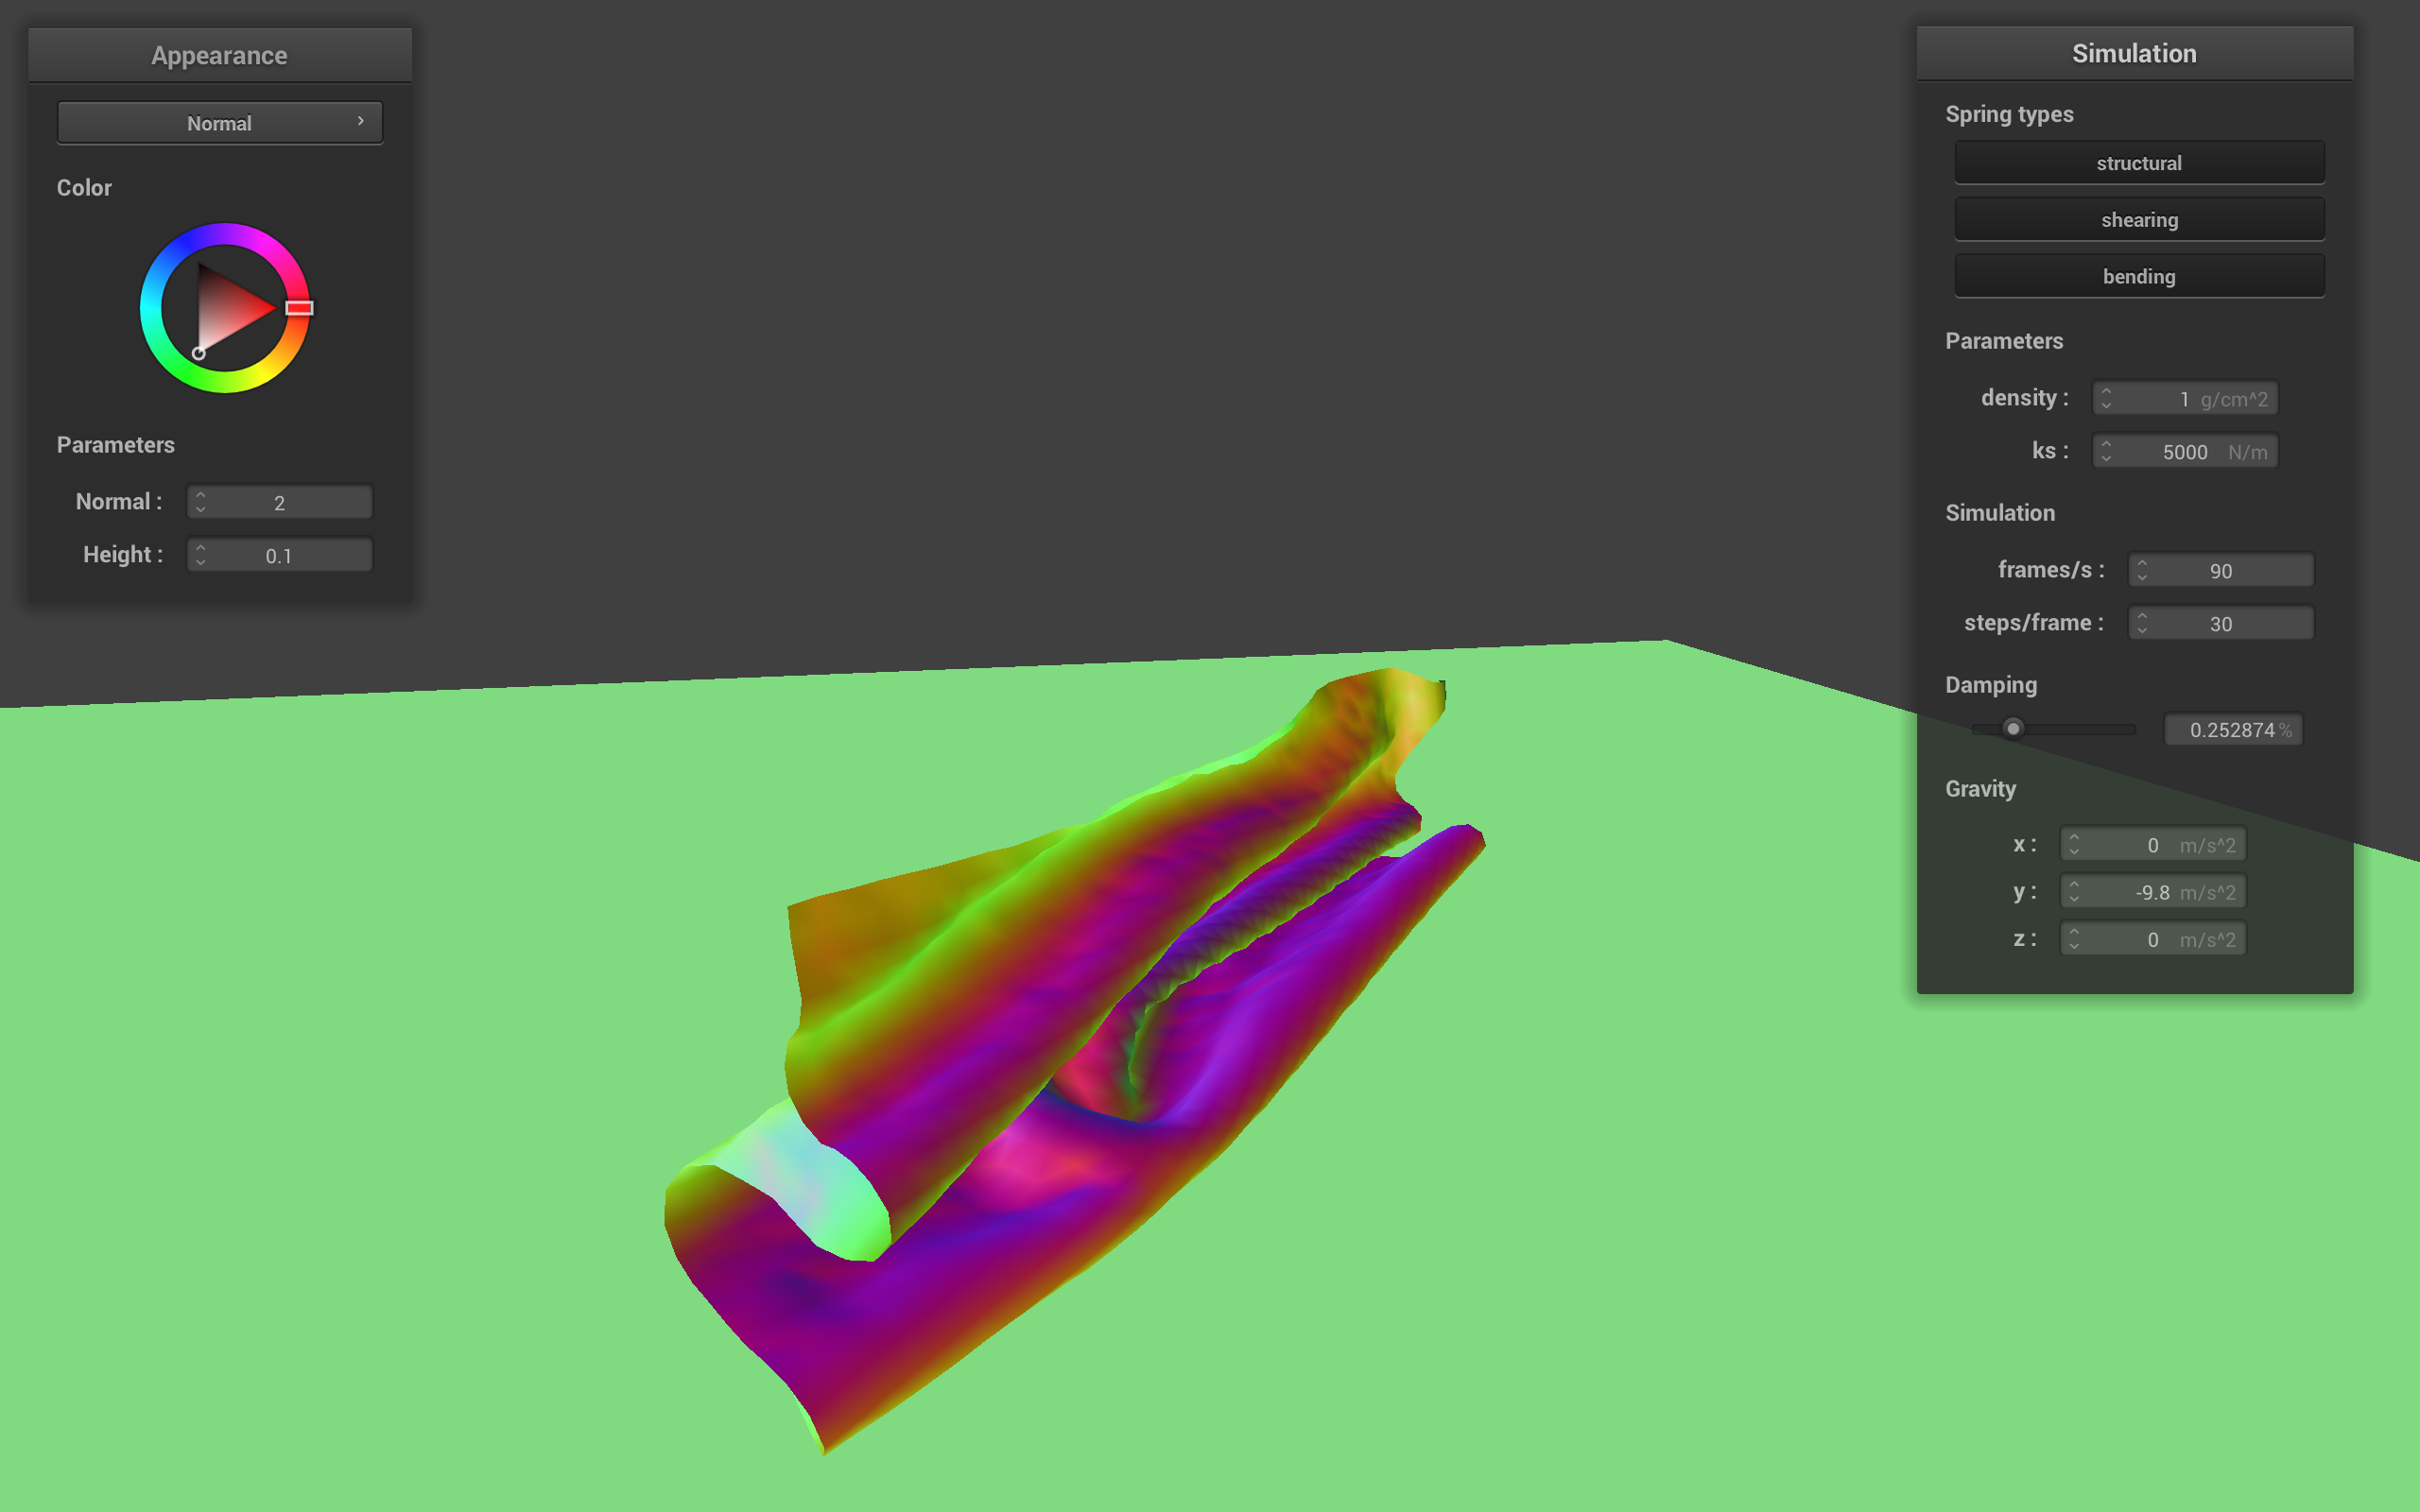 Appearance
Normal
Color
Parameters
Normal : 2
Height : 0.1
Simulation
Spring types
structural
shearing
bending
Parameters
density : 1 g/cm^2
ks : 5000 N/m
Simulation
frames/s : 90
steps/frame : 30
Damping
0.252874 %
Gravity
x : 0 m/s^2
y : -9.8 m/s^2
z : 0 m/s^2